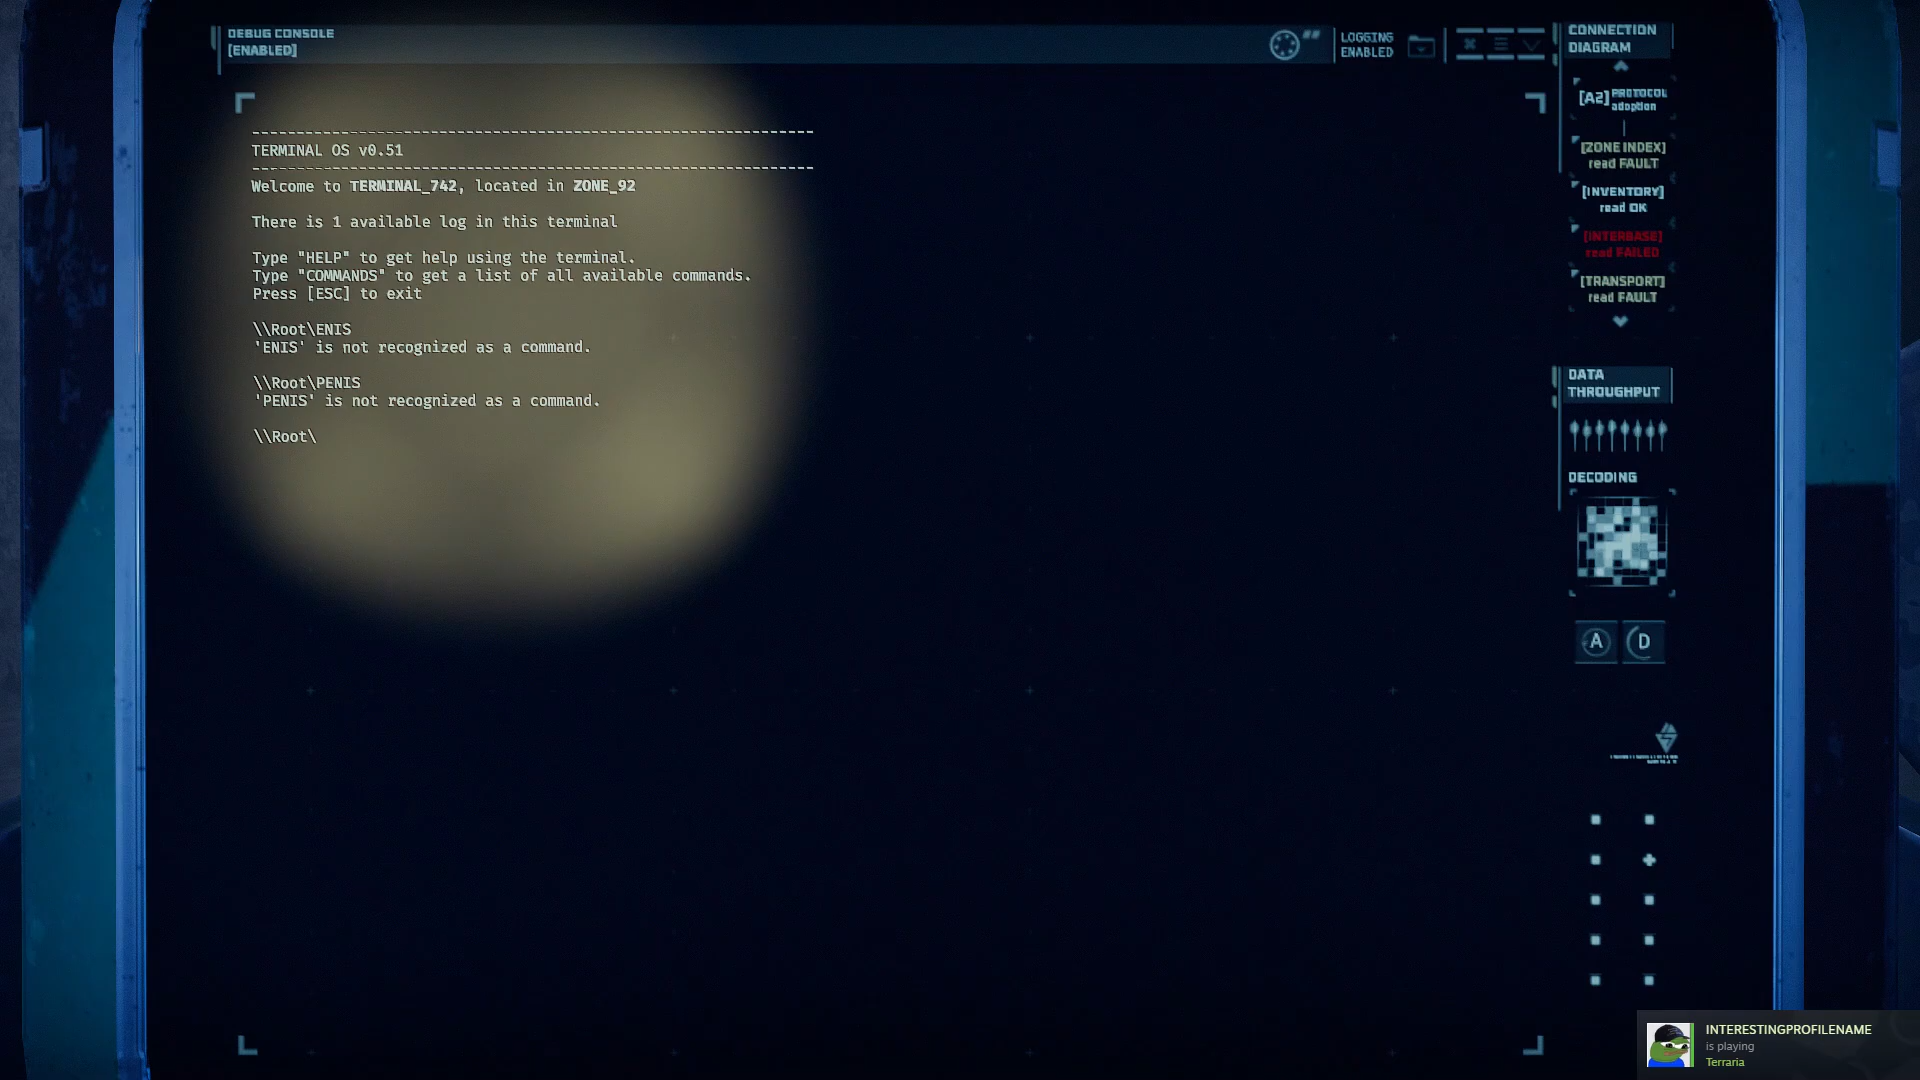 DEBUG CONSOLE
[ENABLED]
LOGGING
ENABLED
--------------------------------------------------------------
TERMINAL OS v0.51
--------------------------------------------------------------
Welcome to TERMINAL_742, located in ZONE_92
There is 1 available log in this terminal
Type "HELP" to get help using the terminal.
Type "COMMANDS" to get a list of all available commands.
Press [ESC] to exit
\\Root\ENIS
'ENIS' is not recognized as a command.
\\Root\PENIS
'PENIS' is not recognized as a command.
\\Root\
CONNECTION
DIAGRAM
[A2] PROTOCOL
adoption
[ZONE INDEX]
read FAULT
[INVENTORY]
read OK
[INTERBASE]
read FAILED
[TRANSPORT]
read FAULT
DATA
THROUGHPUT
DECODING
A D
INTERESTINGPROFILENAME
is playing
Terraria